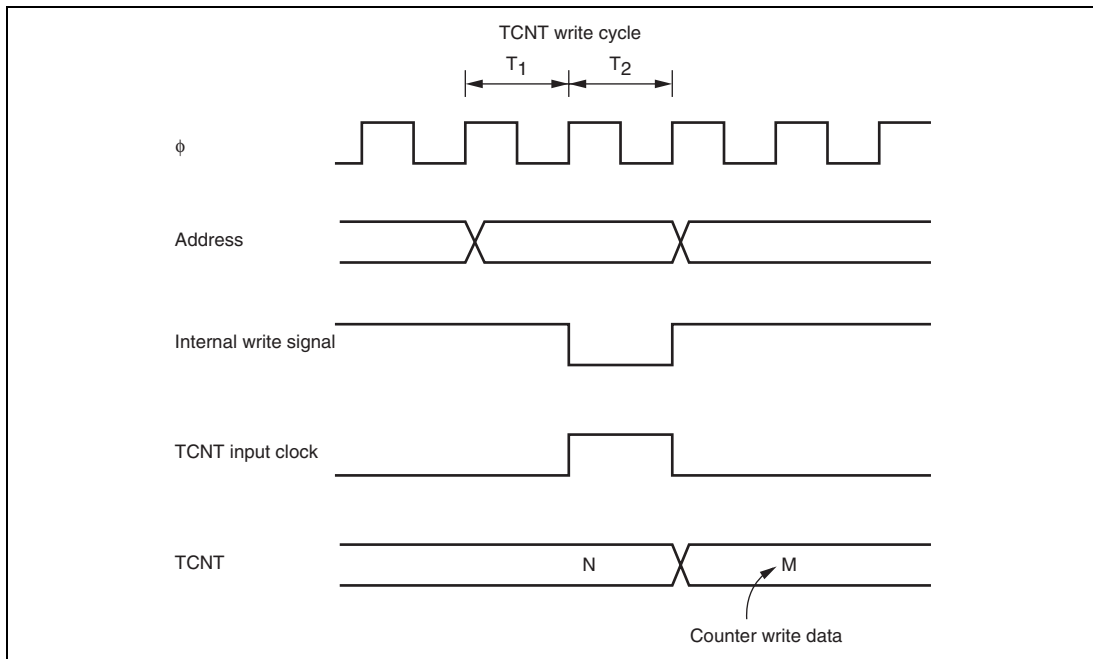 TCNT write cycle
T1 T2
ϕ
Address
Internal write signal
TCNT input clock
TCNT N M
Counter write data